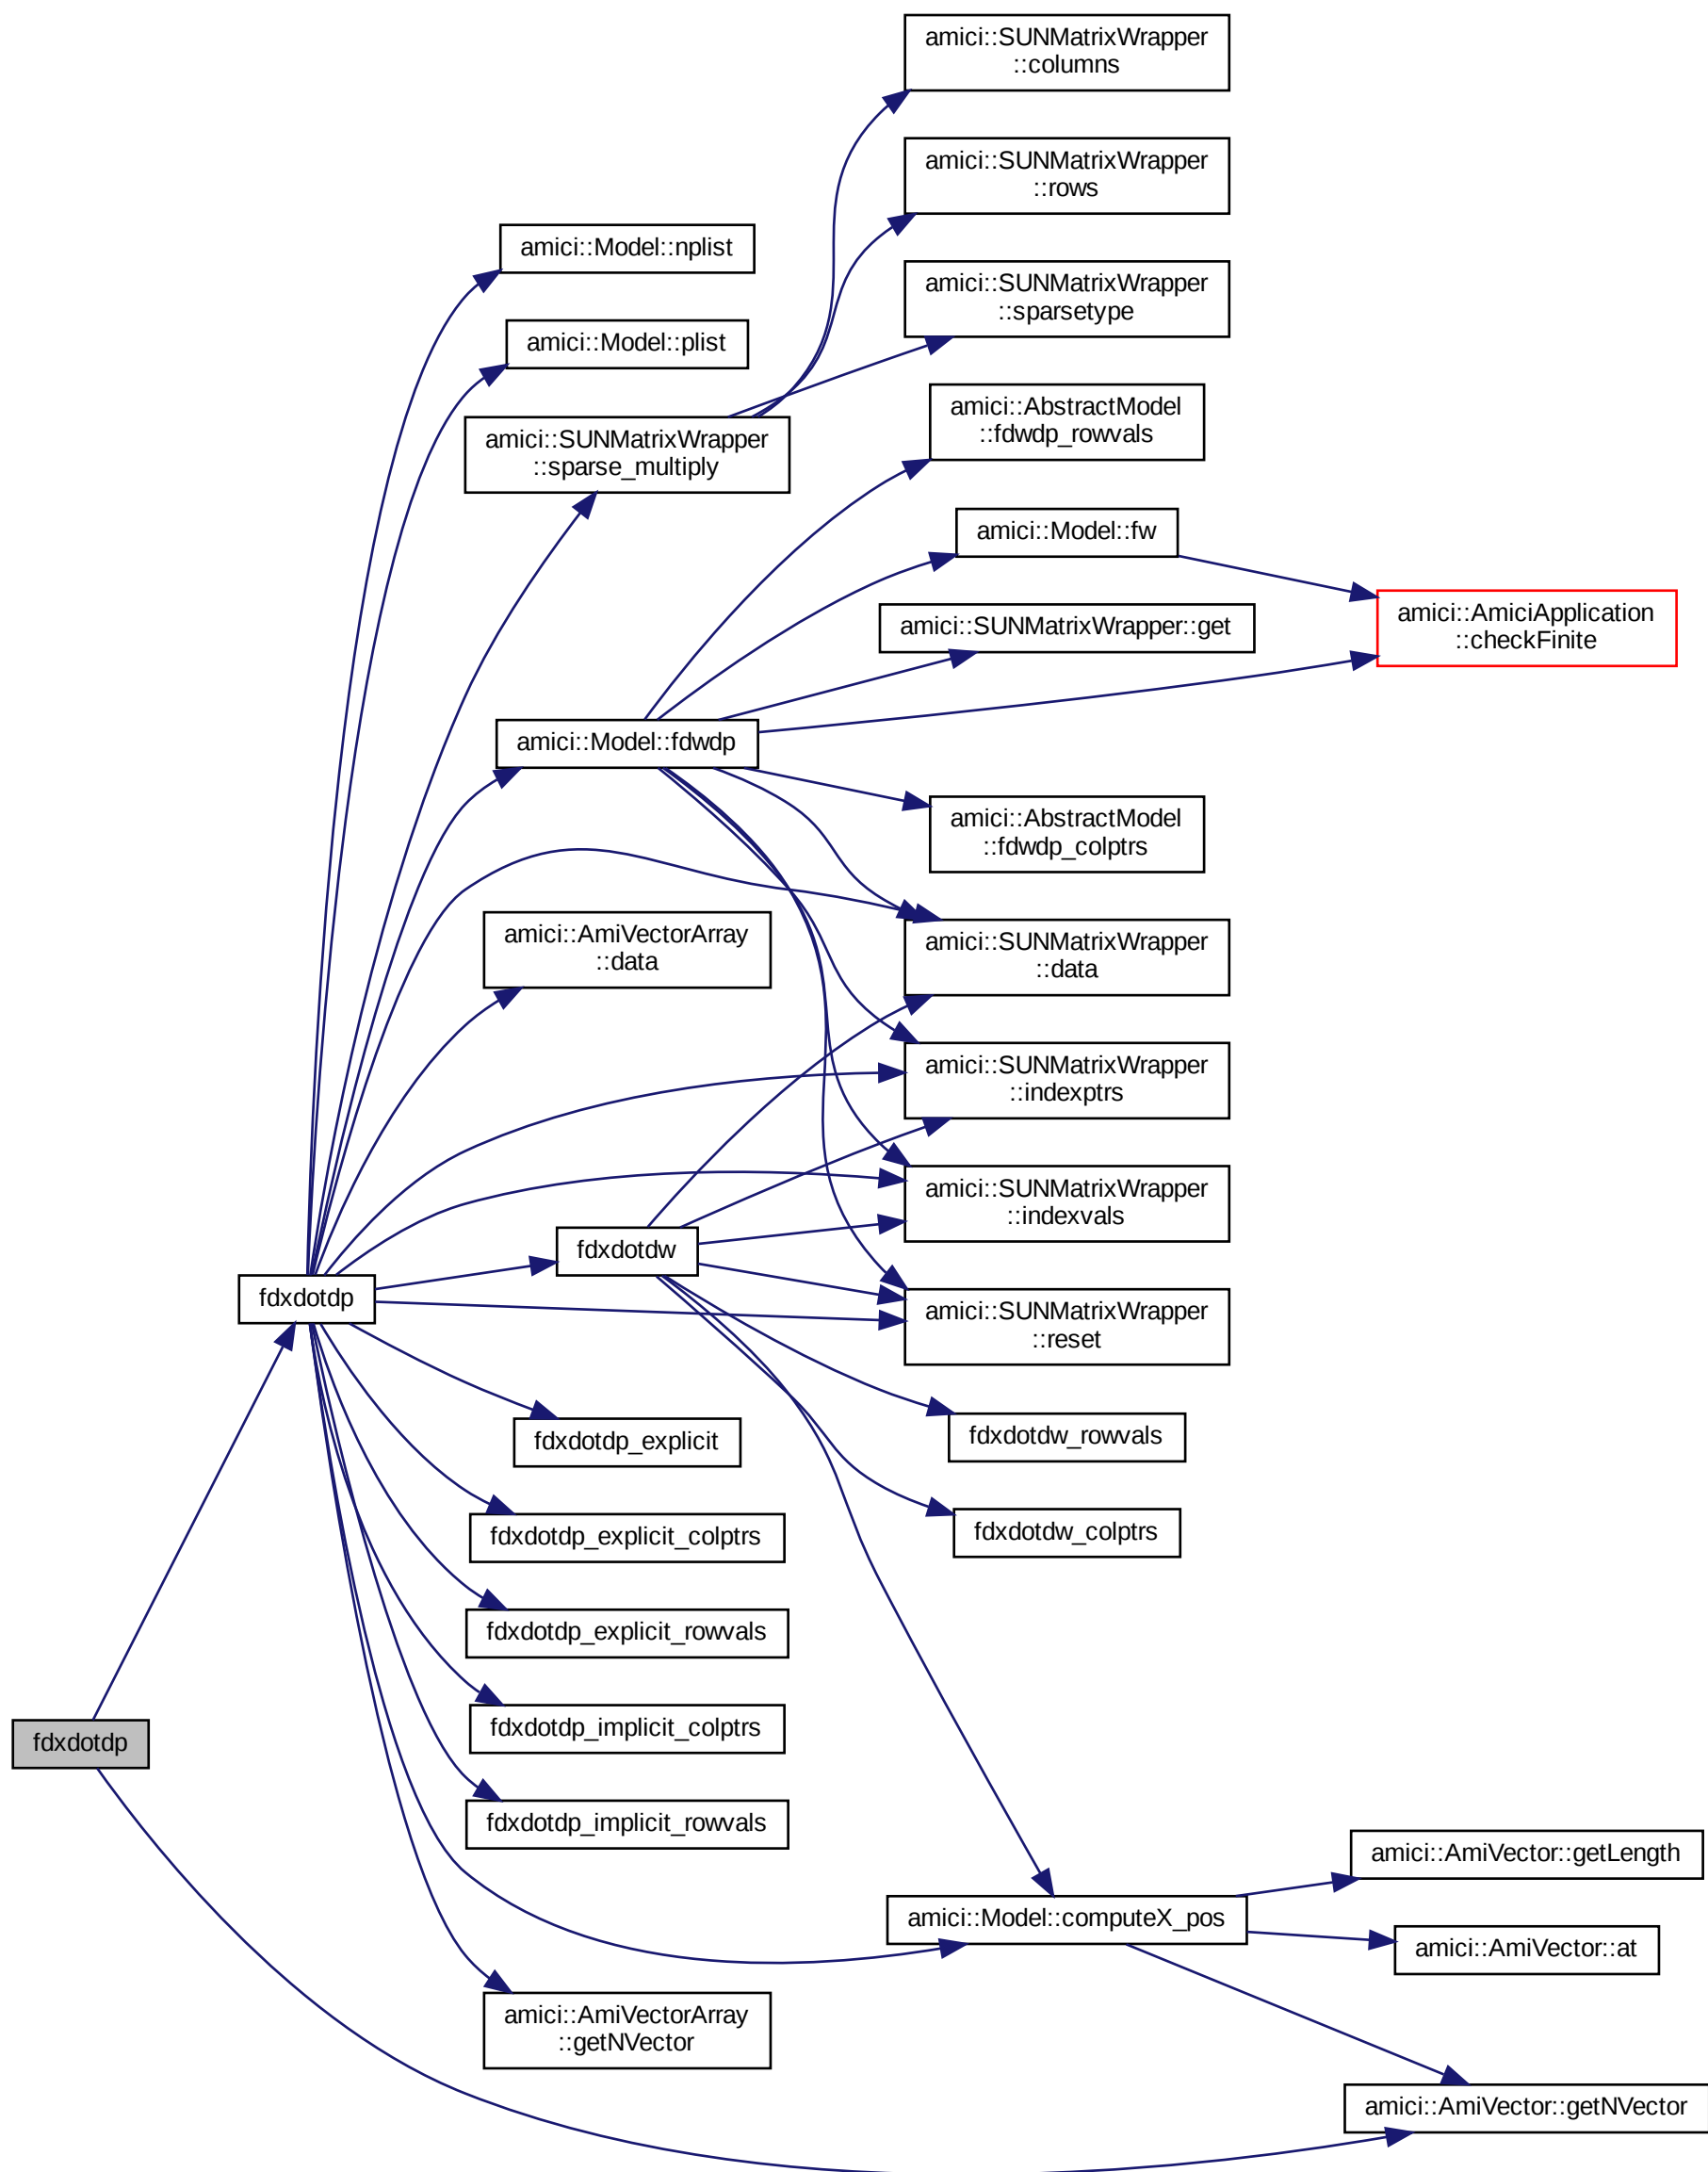 amici::SUNMatrixWrapper
::columns
amici::SUNMatrixWrapper
::rows
amici::Model::nplist
amici::SUNMatrixWrapper
::sparsetype
amici::Model::plist
amici::AbstractModel
::fdwdp_rowvals
amici::SUNMatrixWrapper
::sparse_multiply
amici::Model::fw
amici::AmiciApplication
::checkFinite
amici::SUNMatrixWrapper::get
amici::Model::fdwdp
amici::AbstractModel
::fdwdp_colptrs
amici::AmiVectorArray
::data
amici::SUNMatrixWrapper
::data
amici::SUNMatrixWrapper
::indexptrs
amici::SUNMatrixWrapper
::indexvals
fdxdotdw
fdxdotdp
amici::SUNMatrixWrapper
::reset
fdxdotdp_explicit
fdxdotdw_rowvals
fdxdotdp_explicit_colptrs
fdxdotdw_colptrs
fdxdotdp_explicit_rowvals
fdxdotdp_implicit_colptrs
fdxdotdp
fdxdotdp_implicit_rowvals
amici::AmiVector::getLength
amici::Model::computeX_pos
amici::AmiVector::at
amici::AmiVectorArray
::getNVector
amici::AmiVector::getNVector